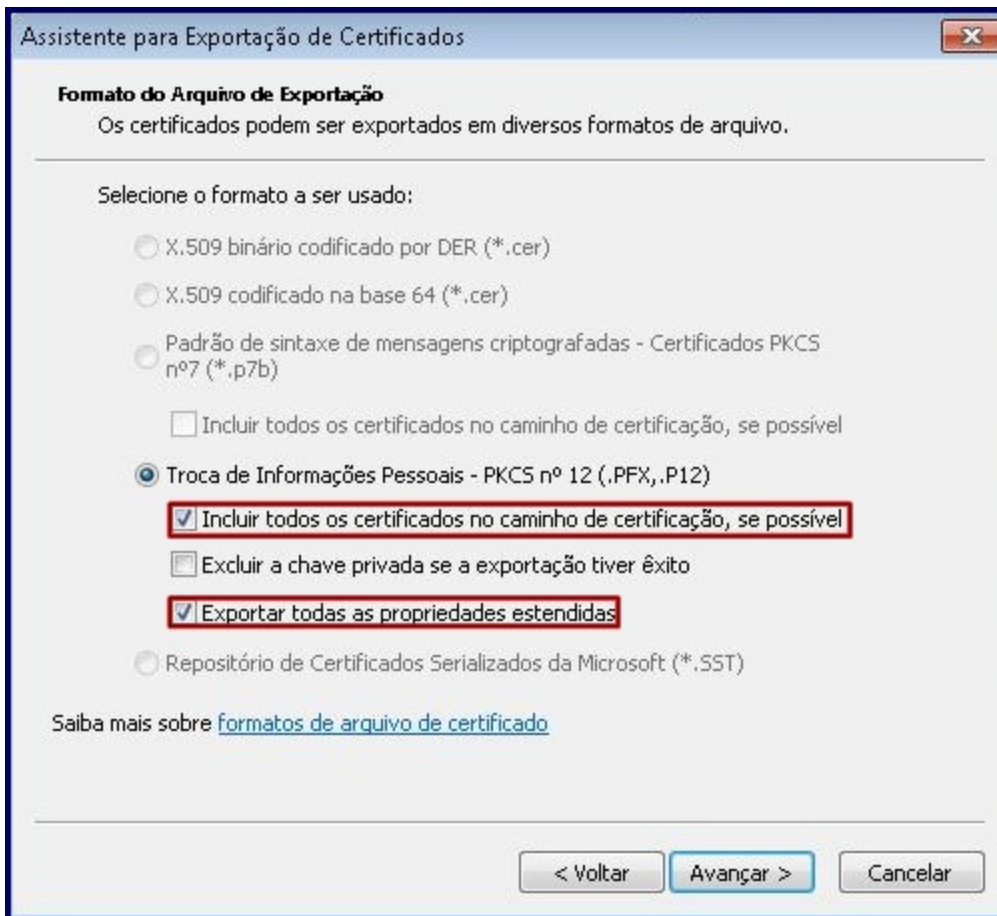 Assistente para Exportação de Certificados
Formato do Arquivo de Exportação
Os certificados podem ser exportados em diversos formatos de arquivo.
Selecione o formato a ser usado:
X.509 binário codificado por DER (*.cer)
X.509 codificado na base 64 (*.cer)
Padrão de sintaxe de mensagens criptografadas - Certificados PKCS
nº7 (*.p7b)
Incluir todos os certificados no caminho de certificação, se possível
Troca de Informações Pessoais - PKCS nº 12 (.PFX,.P12)
Incluir todos os certificados no caminho de certificação, se possível
Excluir a chave privada se a exportação tiver êxito
Exportar todas as propriedades estendidas
Repositório de Certificados Serializados da Microsoft (*.SST)
Saiba mais sobre formatos de arquivo de certificado
< Voltar Avançar > Cancelar